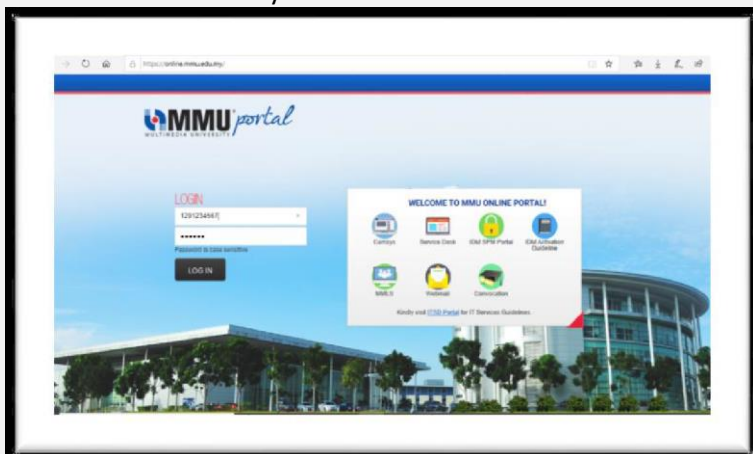 https://online.mmu.edu.my/
MMU portal
MULTIMEDIA UNIVERSITY
LOGIN
1201234567
••••••
Password is case sensitive
LOG IN
WELCOME TO MMU ONLINE PORTAL!
Camsys Service Desk IDM SPM Portal IDM Activation
Guideline
MMLS Webmail Convocation
Kindly visit ITSD Portal for IT Services Guidelines